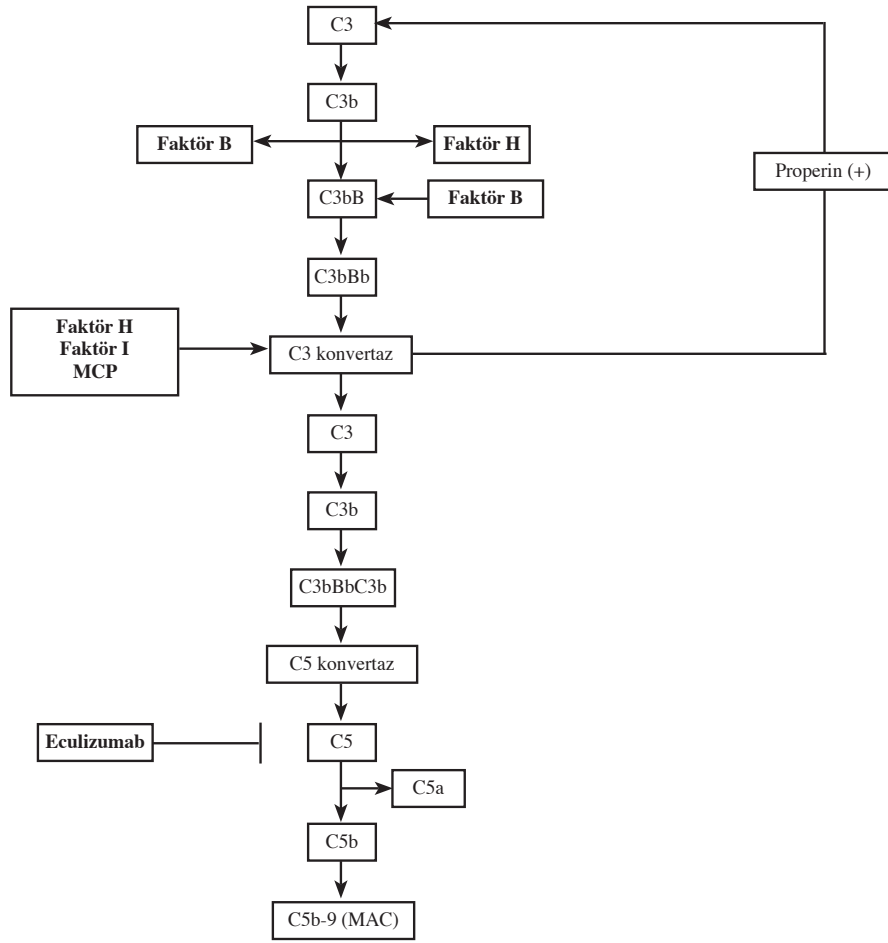 C3
C3b
Faktör B
Faktör H
Properin (+)
C3bB
Faktör B
C3bBb
Faktör H
Faktör I
MCP
C3 konvertaz
C3
C3b
C3bBbC3b
C5 konvertaz
Eculizumab
C5
C5a
C5b
C5b-9 (MAC)